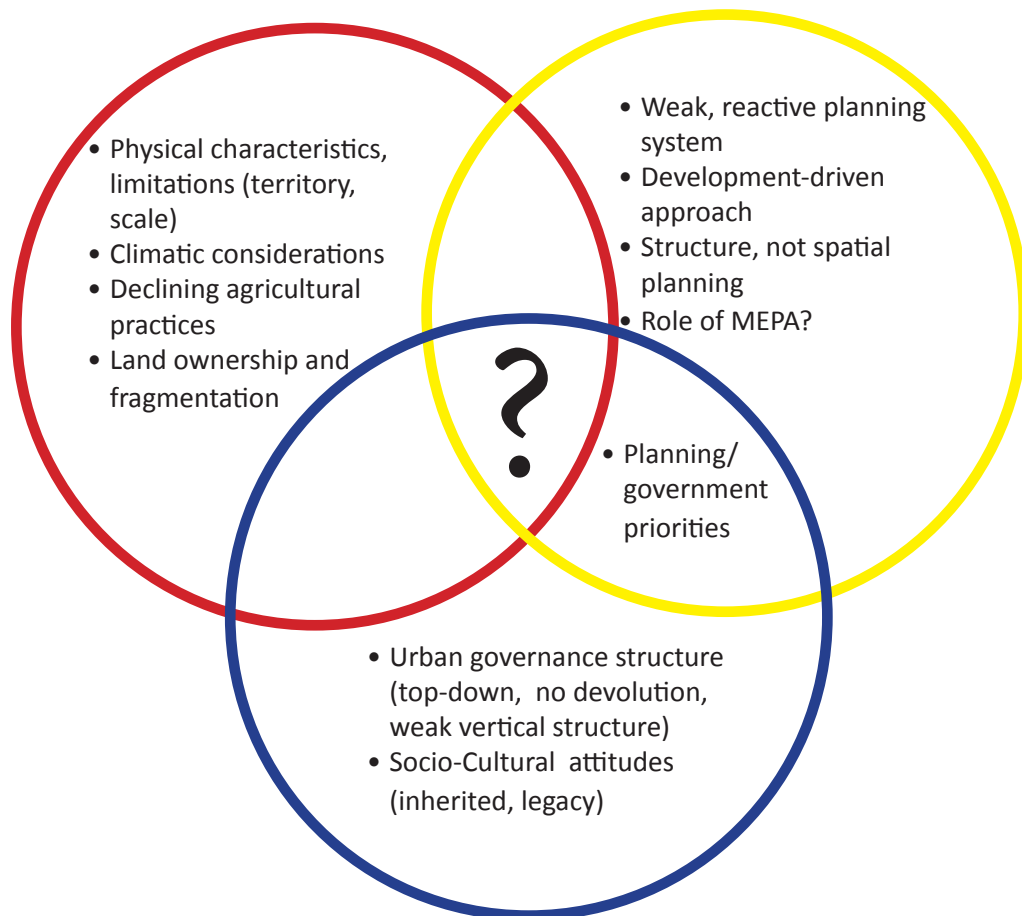 • Physical characteristics,
limitations (territory,
scale)
• Climatic considerations
• Declining agricultural
practices
• Land ownership and
fragmentation
• Weak, reactive planning
system
• Development-driven
approach
• Structure, not spatial
planning
• Role of MEPA?
?
• Planning/
government
priorities
• Urban governance structure
(top-down, no devolution,
weak vertical structure)
• Socio-Cultural attitudes
(inherited, legacy)